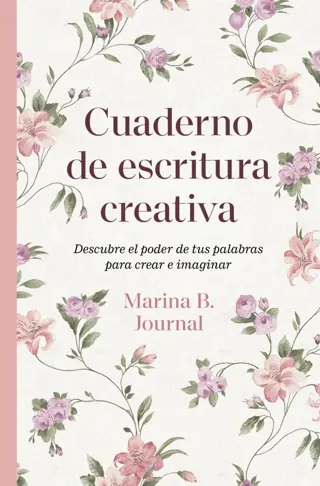 Cuaderno
de escritura
creativa
Descubre el poder de tus palabras
para crear e imaginar
Marina B.
Journal